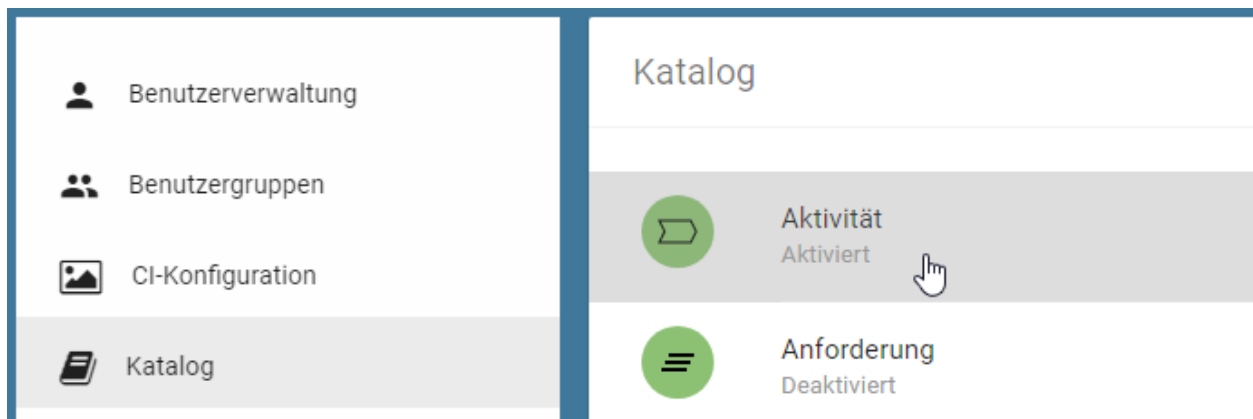 Benutzerverwaltung
Benutzergruppen
CI-Konfiguration
Katalog
Katalog
Aktivität
Aktiviert
Anforderung
Deaktiviert